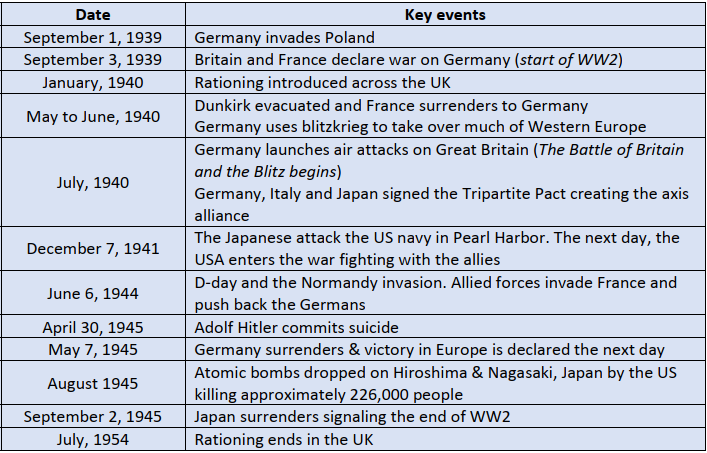 Date Key events
September 1, 1939 Germany invades Poland
September 3, 1939 Britain and France declare war on Germany (start of WW2)
January, 1940 Rationing introduced across the UK
May to June, 1940 Dunkirk evacuated and France surrenders to Germany
Germany uses blitzkrieg to take over much of Western Europe
July, 1940 Germany launches air attacks on Great Britain (The Battle of Britain
and the Blitz begins)
Germany, Italy and Japan signed the Tripartite Pact creating the axis
alliance
December 7, 1941 The Japanese attack the US navy in Pearl Harbor. The next day, the
USA enters the war fighting with the allies
June 6, 1944 D-day and the Normandy invasion. Allied forces invade France and
push back the Germans
April 30, 1945 Adolf Hitler commits suicide
May 7, 1945 Germany surrenders & victory in Europe is declared the next day
August 1945 Atomic bombs dropped on Hiroshima & Nagasaki, Japan by the US
killing approximately 226,000 people
September 2, 1945 Japan surrenders signaling the end of WW2
July, 1954 Rationing ends in the UK